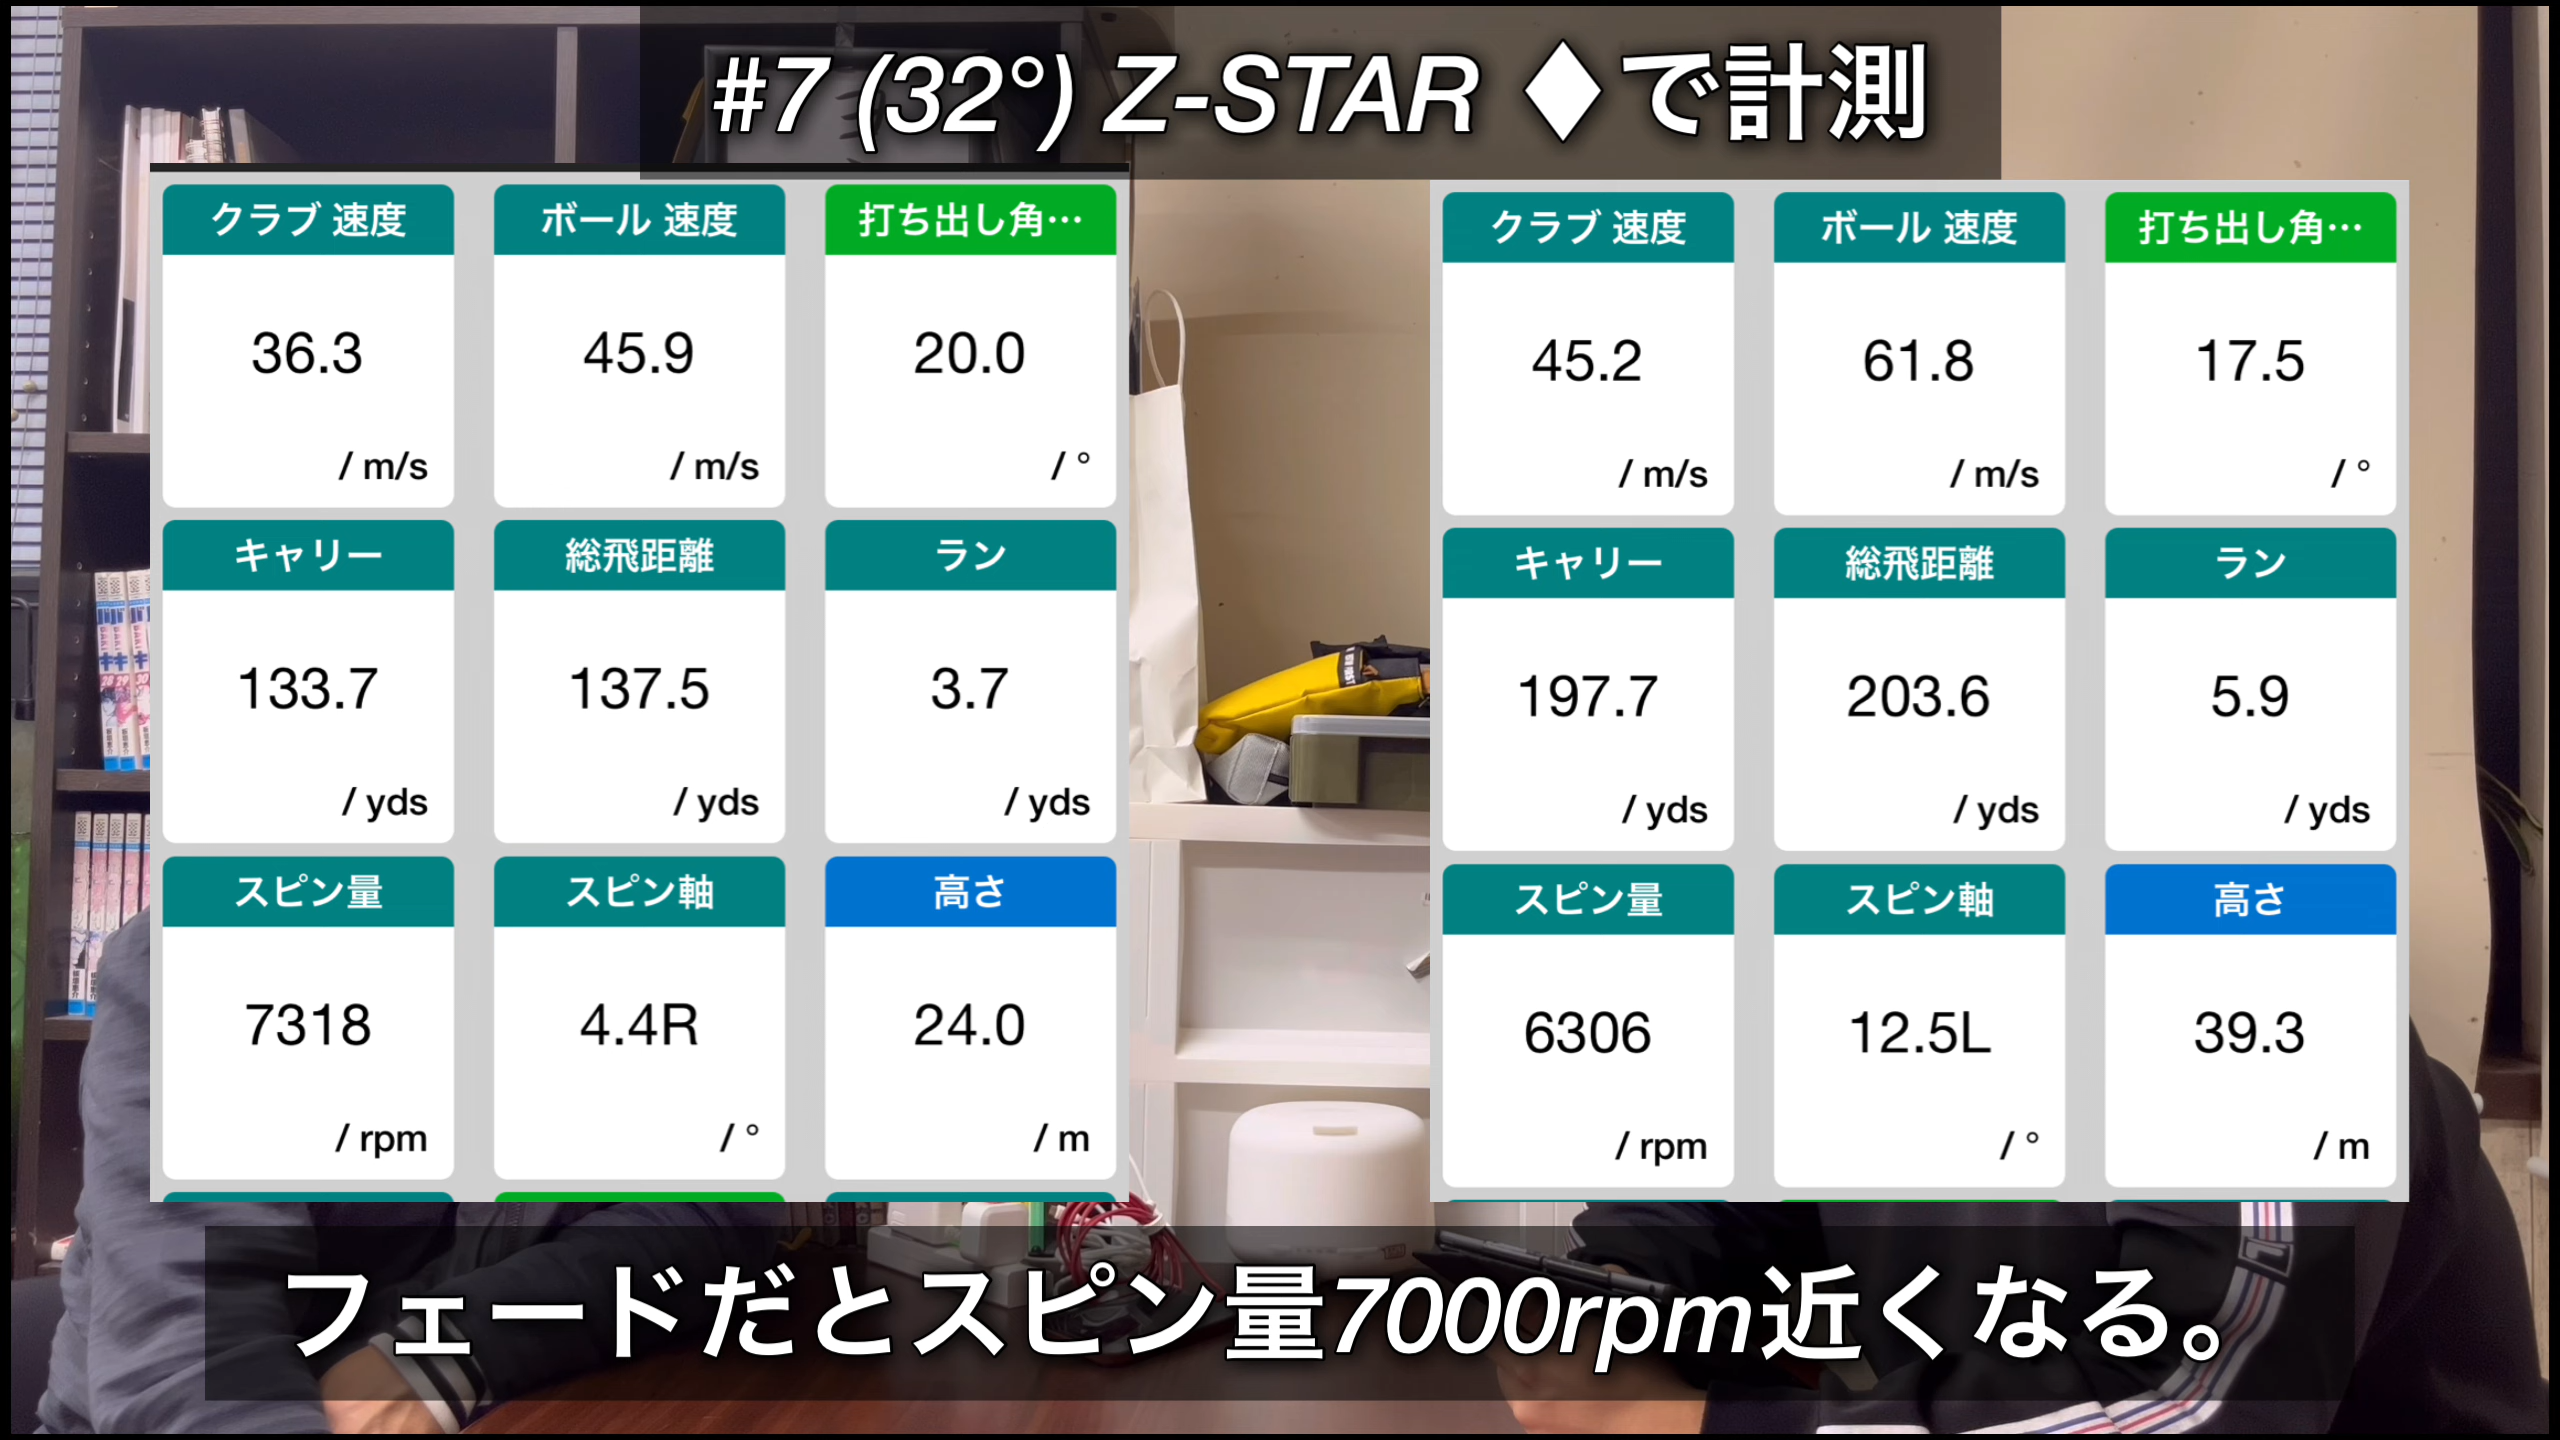 #7 (32°) Z-STAR ♦で計測
クラブ 速度
ボール 速度
打ち出し角…
36.3
45.9
20.0
/ m/s
/ m/s
/ °
キャリー
総飛距離
ラン
133.7
137.5
3.7
/ yds
/ yds
/ yds
スピン量
スピン軸
高さ
7318
4.4R
24.0
/ rpm
/ °
/ m
クラブ 速度
ボール 速度
打ち出し角…
45.2
61.8
17.5
/ m/s
/ m/s
/ °
キャリー
総飛距離
ラン
197.7
203.6
5.9
/ yds
/ yds
/ yds
スピン量
スピン軸
高さ
6306
12.5L
39.3
/ rpm
/ °
/ m
フェードだとスピン量7000rpm近くなる。